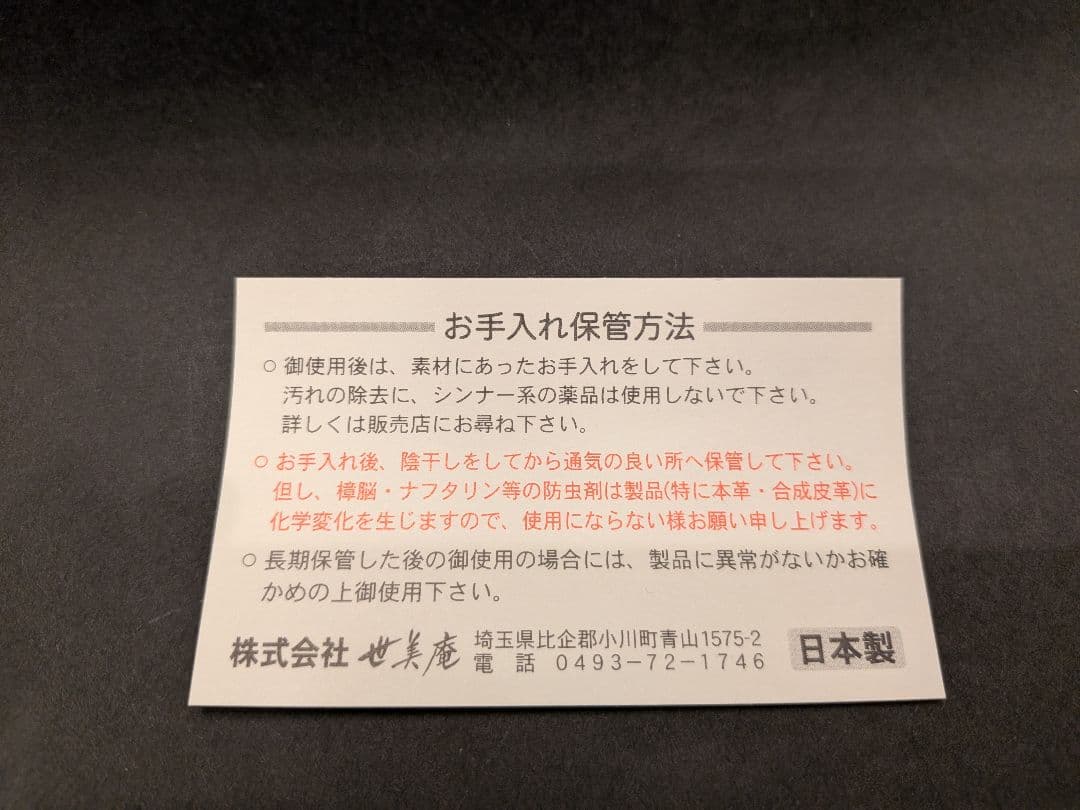 お手入れ保管方法
○ 御使用後は、素材にあったお手入れをして下さい。
汚れの除去に、シンナー系の薬品は使用しないで下さい。
詳しくは販売店にお尋ね下さい。
○ お手入れ後、陰干しをしてから通気の良い所へ保管して下さい。
但し、樟脳・ナフタリン等の防虫剤は製品(特に本革・合成皮革)に
化学変化を生じますので、使用にならない様お願い申し上げます。
○ 長期保管した後の御使用の場合には、製品に異常がないかお確
かめの上御使用下さい。
株式会社 世美庵 埼玉県比企郡小川町青山1575-2
電 話 0493-72-1746
日本製